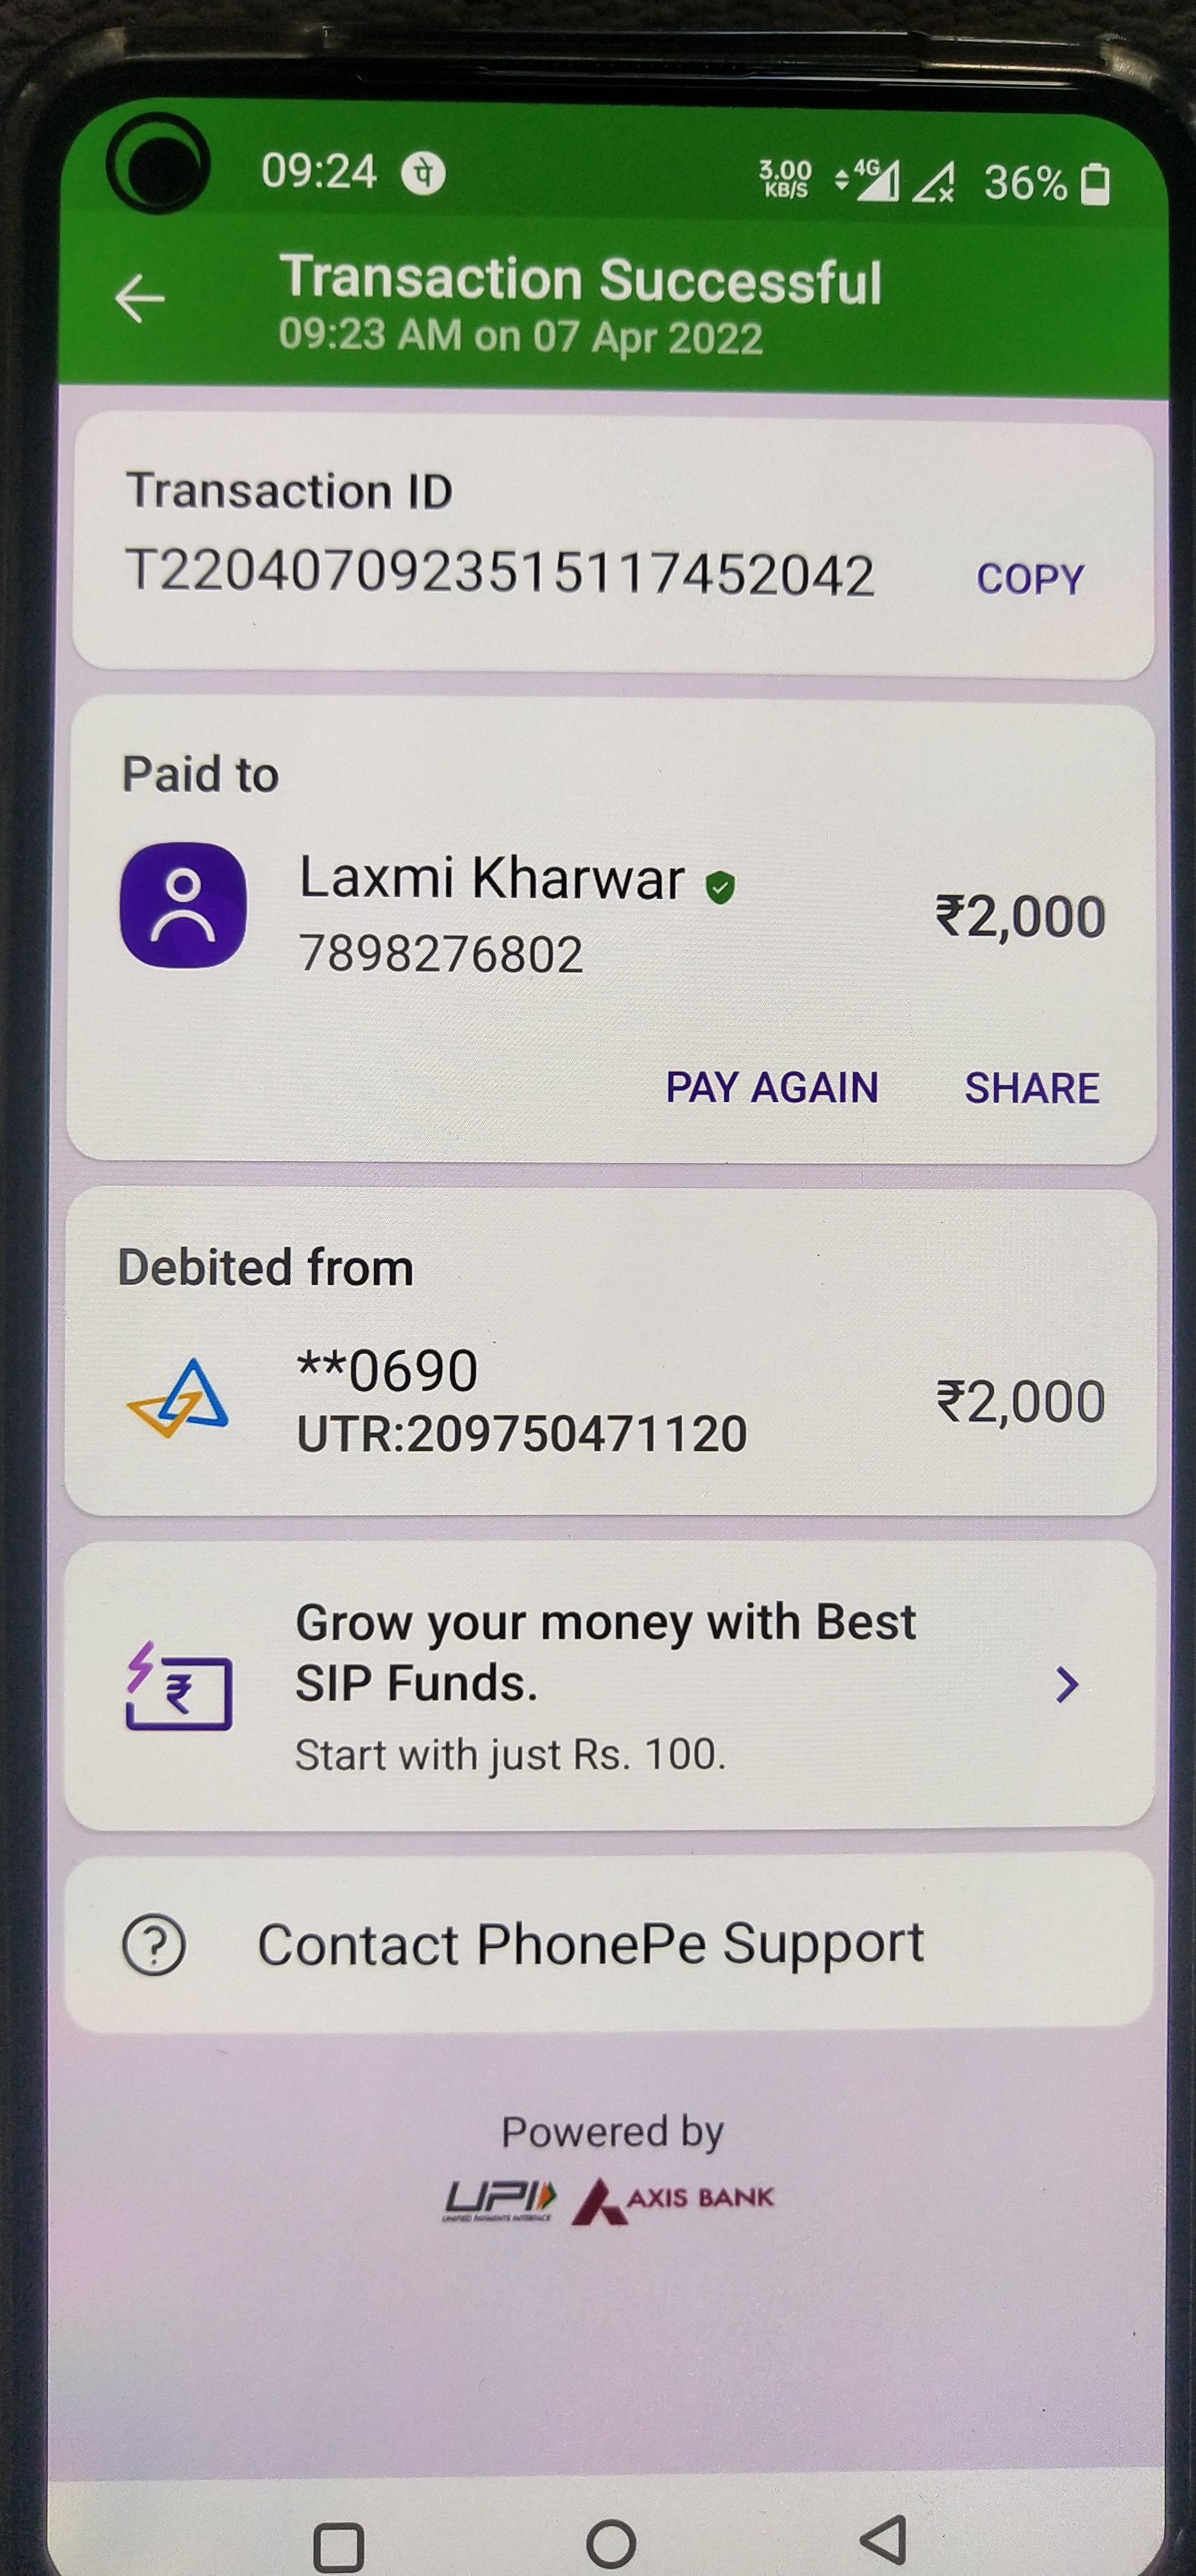 09:24 पे 3.00 KB/S 4G 36%
Transaction Successful
09:23 AM on 07 Apr 2022
Transaction ID
T2204070923515117452042 COPY
Paid to
Laxmi Kharwar ₹2,000
7898276802
PAY AGAIN SHARE
Debited from
**0690 ₹2,000
UTR:209750471120
Grow your money with Best
SIP Funds.
₹
Start with just Rs. 100.
Contact PhonePe Support
Powered by
UPI AXIS BANK
UNIFIED PAYMENTS INTERFACE